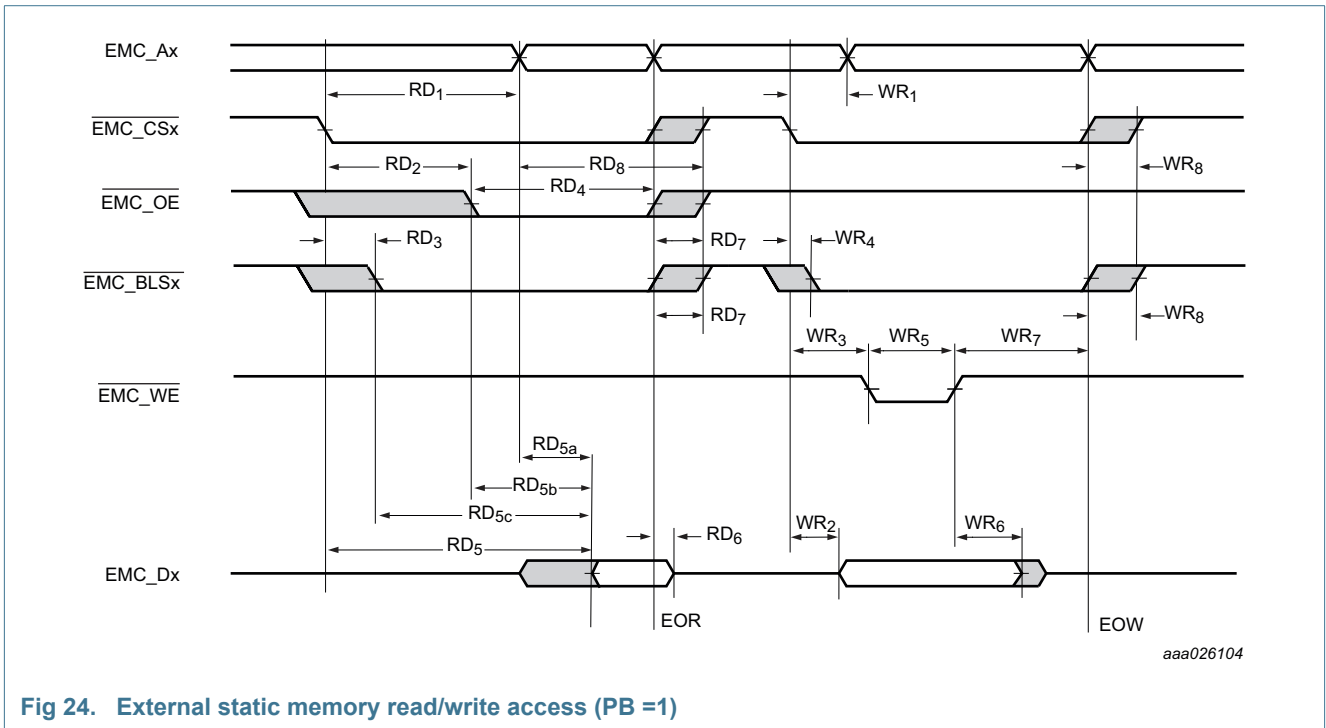 EMC_Ax
RD1
WR1
EMC_CSx
RD2
RD8
WR8
RD4
EMC_OE
RD3
RD7
WR4
EMC_BLSx
RD7
WR8
WR3
WR5
WR7
EMC_WE
RD5a
RD5b
RD5c
WR2
WR6
RD5
RD6
EMC_Dx
EOR
EOW
aaa026104
Fig 24. External static memory read/write access (PB =1)